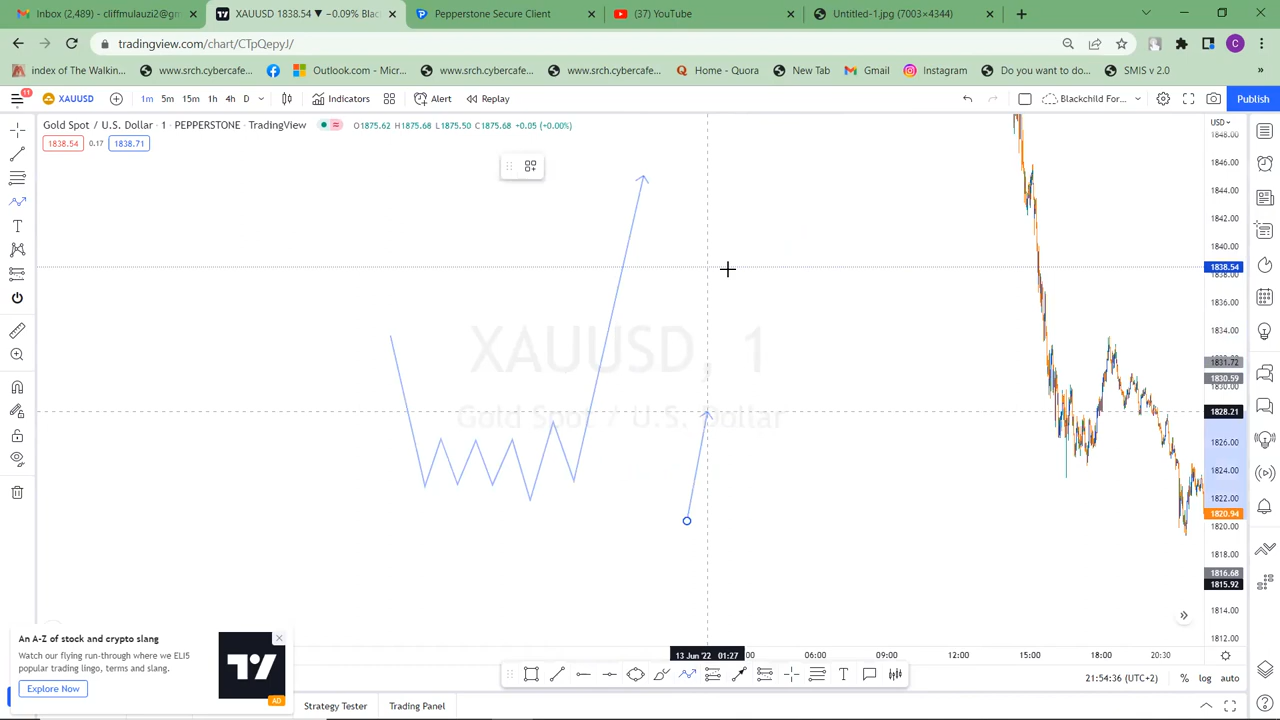 Inbox (2,489) - cliffmulauzi2@gm
XAUUSD 1838.54 ▼ −0.09% Blac
Pepperstone Secure Client
(37) YouTube
Untitled-1.jpg (7003×4344)
tradingview.com/chart/CTpQepyJ/
index of The Walkin...
www.srch.cybercafe...
Outlook.com - Micr...
www.srch.cybercafe...
www.srch.cybercafe...
Home - Quora
New Tab
Gmail
Instagram
Do you want to do...
SMIS v 2.0
»
11
XAUUSD
1m 5m 15m 1h 4h D
Indicators
Alert
Replay
Blackchild For...
Publish
Gold Spot / U.S. Dollar · 1 · PEPPERSTONE · TradingView
O1875.62 H1875.68 L1875.50 C1875.68 +0.05 (+0.00%)
1838.54 0.17 1838.71
USD
1848.00
1846.00
1844.00
1842.00
1840.00
1838.54
1838.00
1836.00
1834.00
1831.72
1830.59
1830.00
1828.21
1826.00
1824.00
1822.00
1820.94
1820.00
1818.00
1816.68
1815.92
1814.00
1812.00
XAUUSD, 1
Gold Spot / U.S. Dollar
An A-Z of stock and crypto slang
Watch our flying run-through where we ELI5
popular trading lingo, terms and slang.
Explore Now
AD
13 Jun '22 01:27
:00
06:00
09:00
12:00
15:00
18:00
20:30
21:54:36 (UTC+2)
% log auto
Strategy Tester
Trading Panel